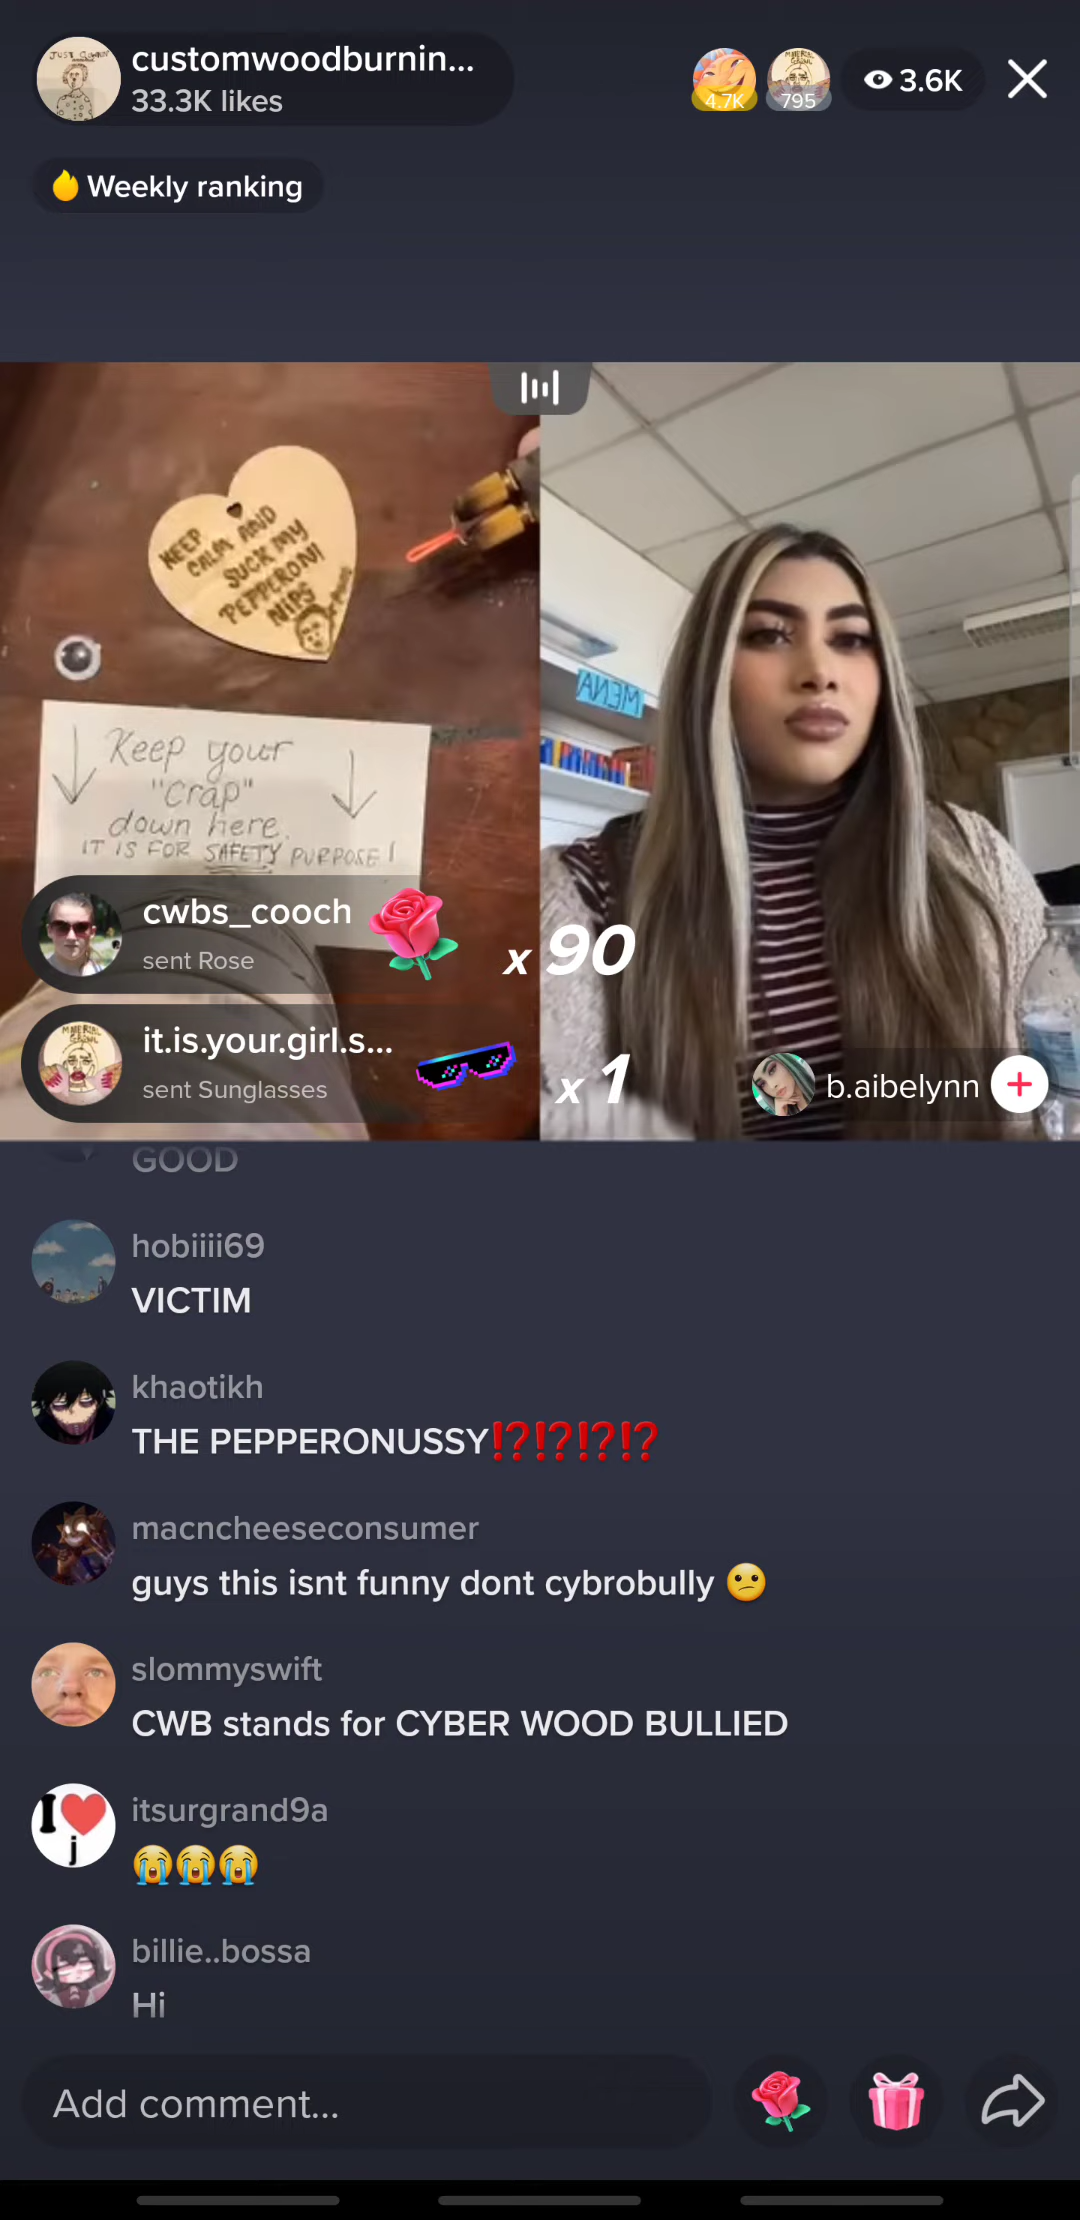 customwoodburnin...
33.3K likes
4.7K
795
3.6K
Weekly ranking
KEEP
CALM AND
SUCK MY
PEPPERONI
NIPS
MENA
Keep your
"Crap"
down here.
IT IS FOR SAFETY PURPOSE!
cwbs_cooch
sent Rose
x 90
it.is.your.girl.s...
sent Sunglasses
x 1
b.aibelynn
GOOD
hobiiii69
VICTIM
khaotikh
THE PEPPERONUSSY⁉️⁉️⁉️⁉️
macncheeseconsumer
guys this isnt funny dont cybrobully 😕
slommyswift
CWB stands for CYBER WOOD BULLIED
I ❤️
j
itsurgrand9a
😭😭😭
billie..bossa
Hi
Add comment...